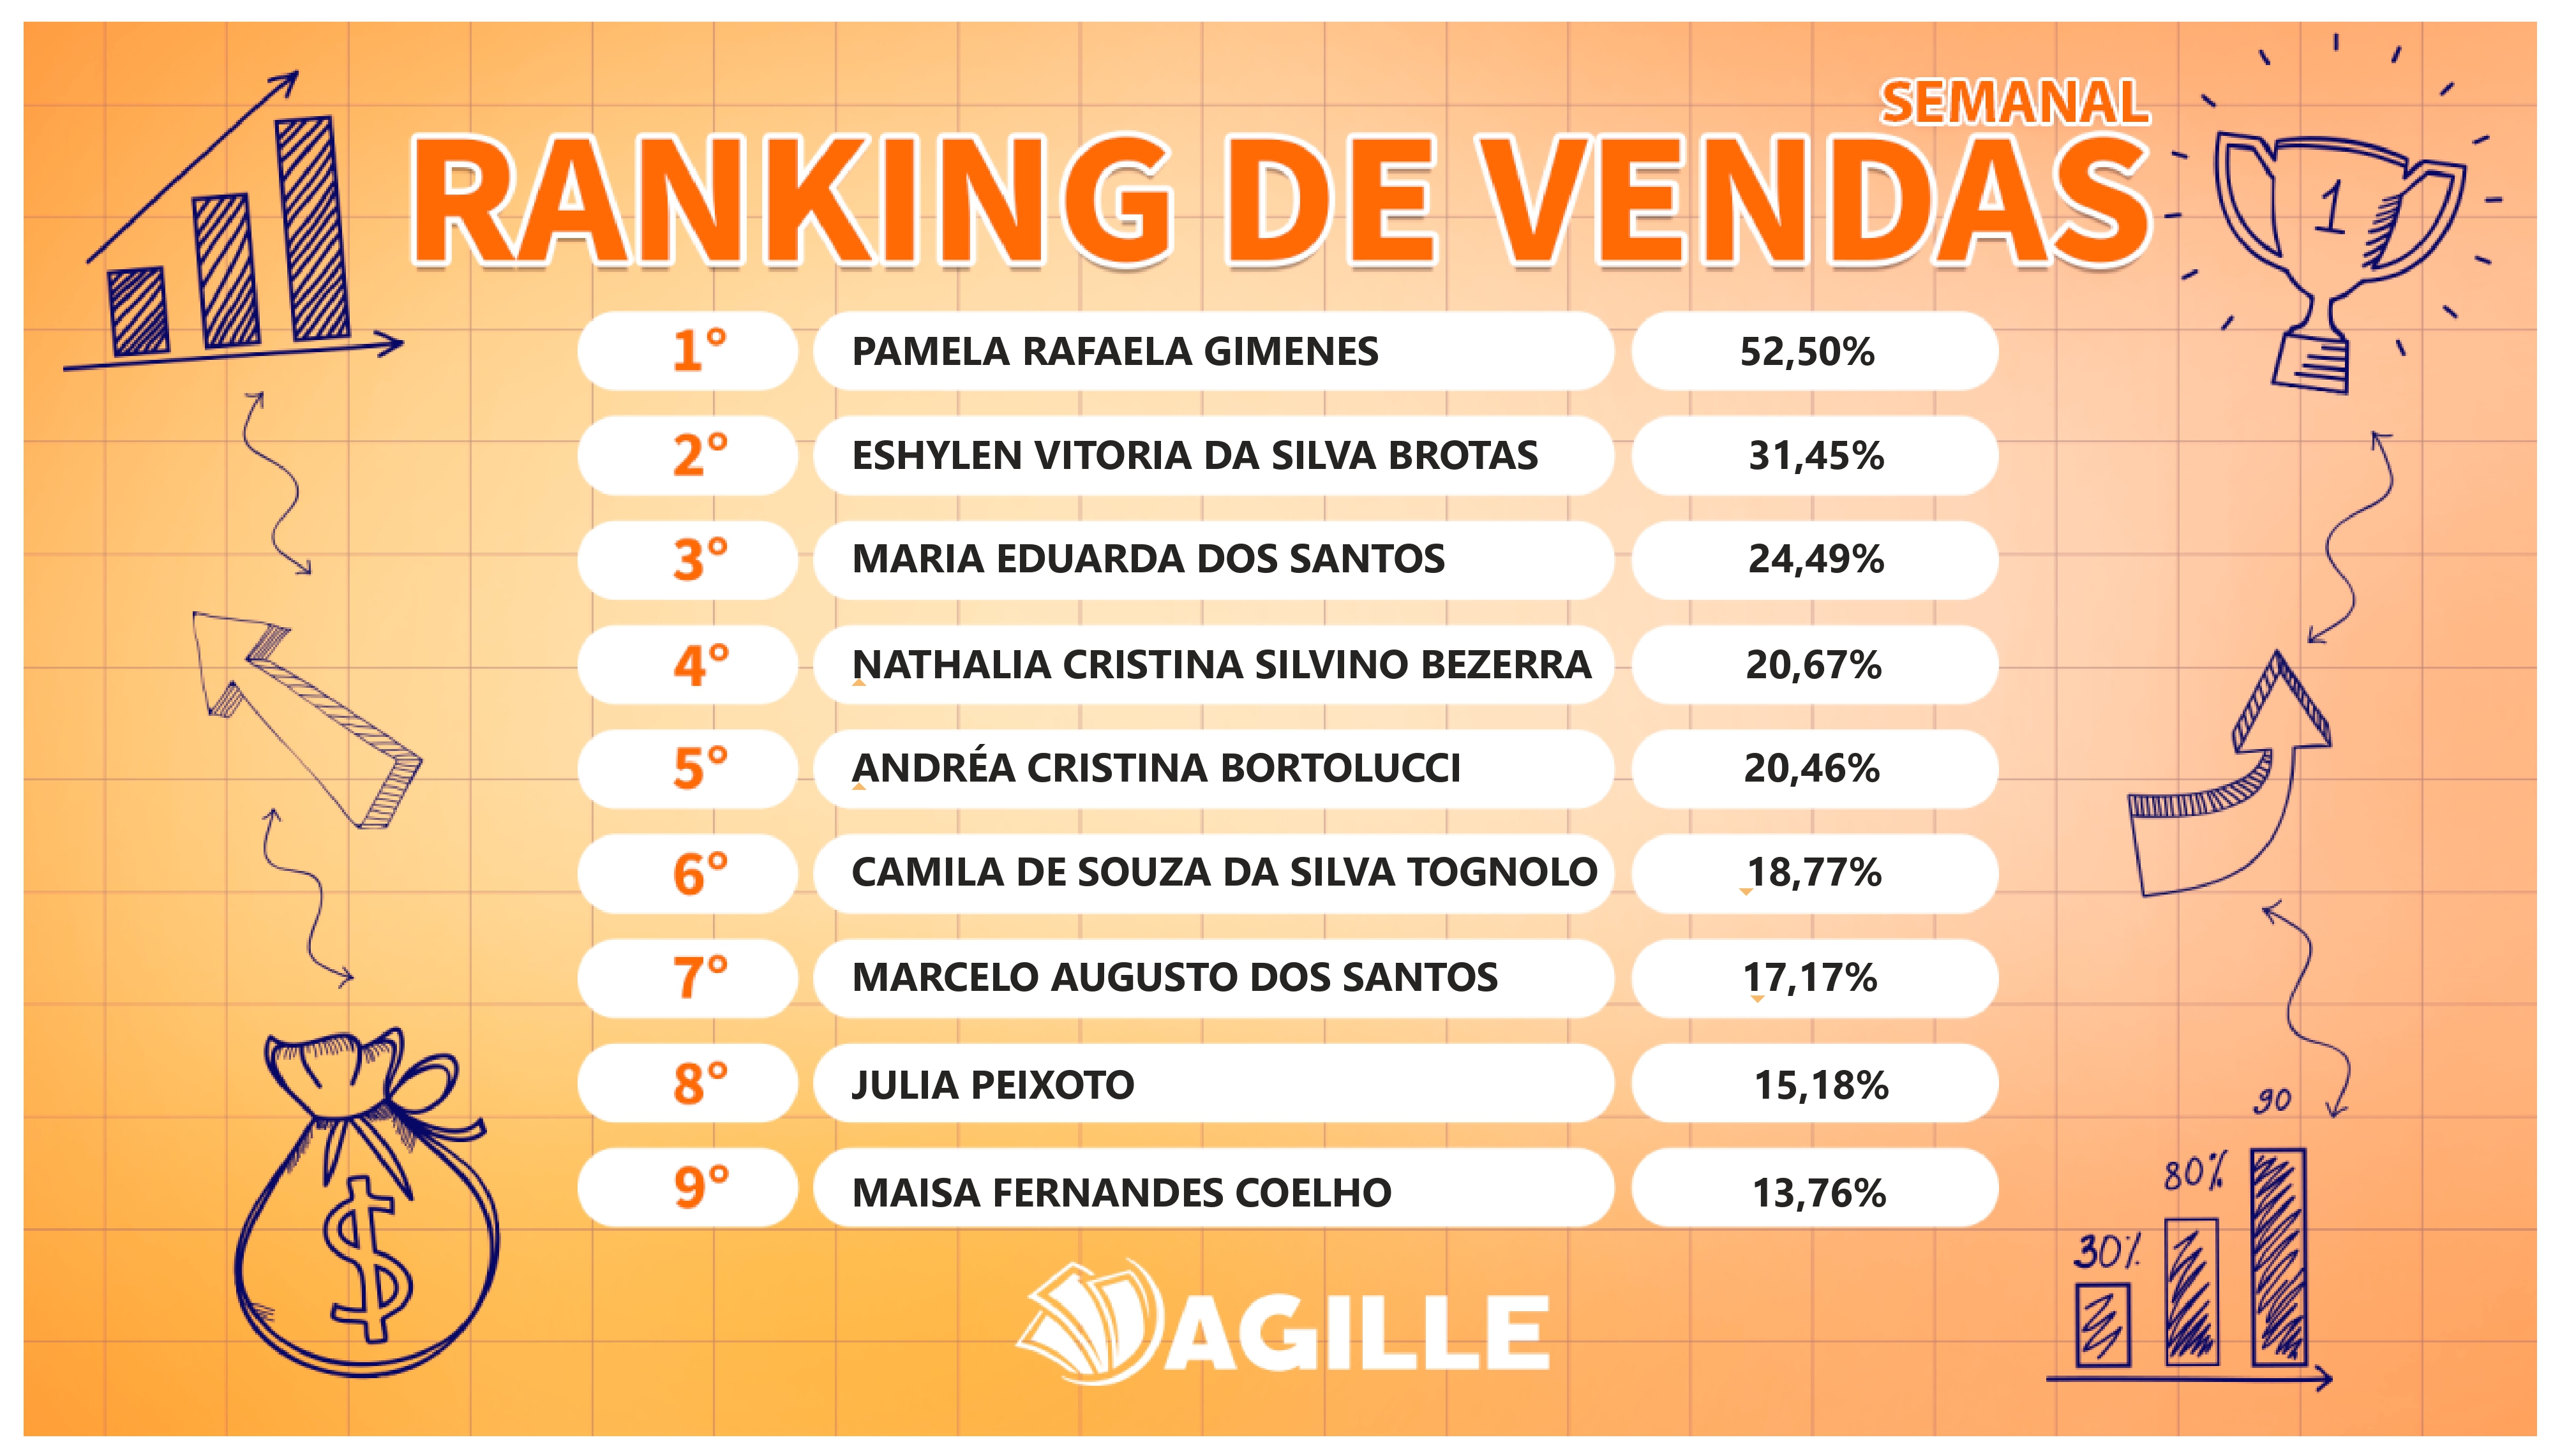 SEMANAL
RANKING DE VENDAS
1
1° PAMELA RAFAELA GIMENES 52,50%
2° ESHYLEN VITORIA DA SILVA BROTAS 31,45%
3° MARIA EDUARDA DOS SANTOS 24,49%
4° NATHALIA CRISTINA SILVINO BEZERRA 20,67%
5° ANDRÉA CRISTINA BORTOLUCCI 20,46%
6° CAMILA DE SOUZA DA SILVA TOGNOLO 18,77%
7° MARCELO AUGUSTO DOS SANTOS 17,17%
8° JULIA PEIXOTO 15,18%
9° MAISA FERNANDES COELHO 13,76%
$
90
80%
30%
AGILLE